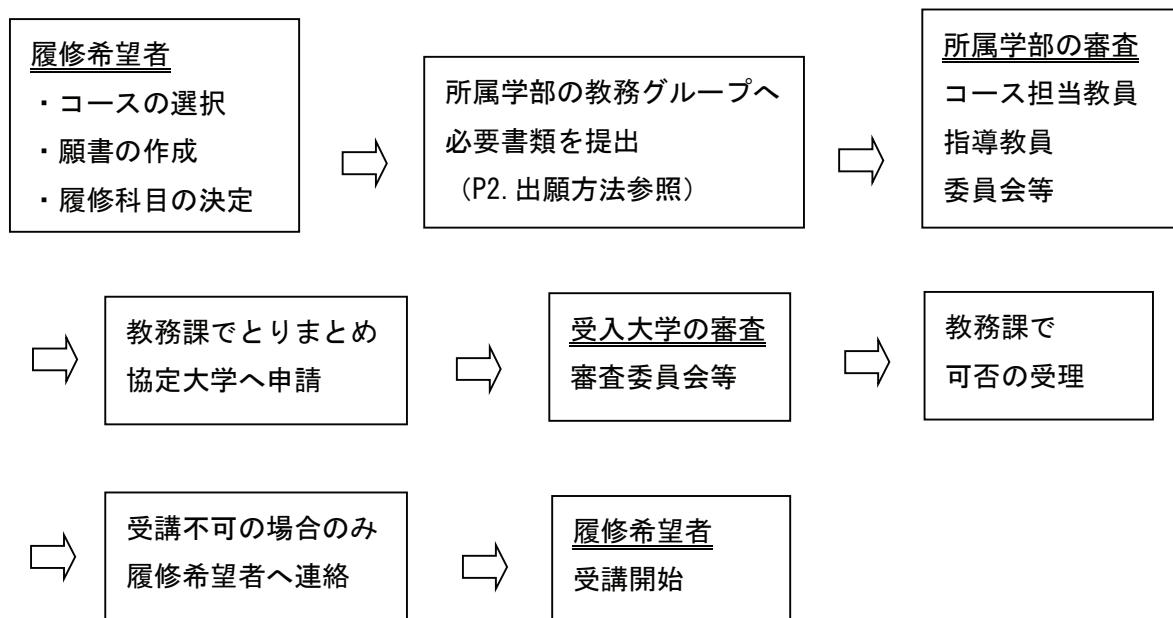 履修希望者
・コースの選択
・願書の作成
・履修科目の決定
所属学部の教務グループへ
必要書類を提出
（P2.出願方法参照）
所属学部の審査
コース担当教員
指導教員
委員会等
教務課でとりまとめ
協定大学へ申請
受入大学の審査
審査委員会等
教務課で
可否の受理
受講不可の場合のみ
履修希望者へ連絡
履修希望者
受講開始